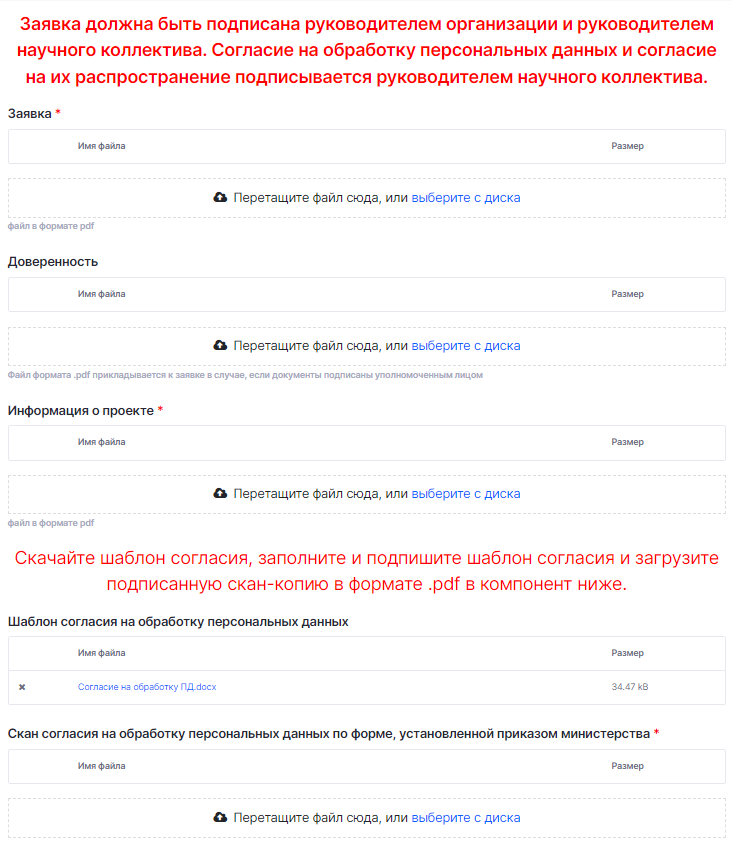 Заявка должна быть подписана руководителем организации и руководителем
научного коллектива. Согласие на обработку персональных данных и согласие
на их распространение подписывается руководителем научного коллектива.
Заявка *
Имя файла Размер
Перетащите файл сюда, или выберите с диска
файл в формате pdf
Доверенность
Имя файла Размер
Перетащите файл сюда, или выберите с диска
Файл формата .pdf прикладывается к заявке в случае, если документы подписаны уполномоченным лицом
Информация о проекте *
Имя файла Размер
Перетащите файл сюда, или выберите с диска
файл в формате pdf
Скачайте шаблон согласия, заполните и подпишите шаблон согласия и загрузите
подписанную скан-копию в формате .pdf в компонент ниже.
Шаблон согласия на обработку персональных данных
Имя файла Размер
Согласие на обработку ПД.docx 34.47 kB
Скан согласия на обработку персональных данных по форме, установленной приказом министерства *
Имя файла Размер
Перетащите файл сюда, или выберите с диска